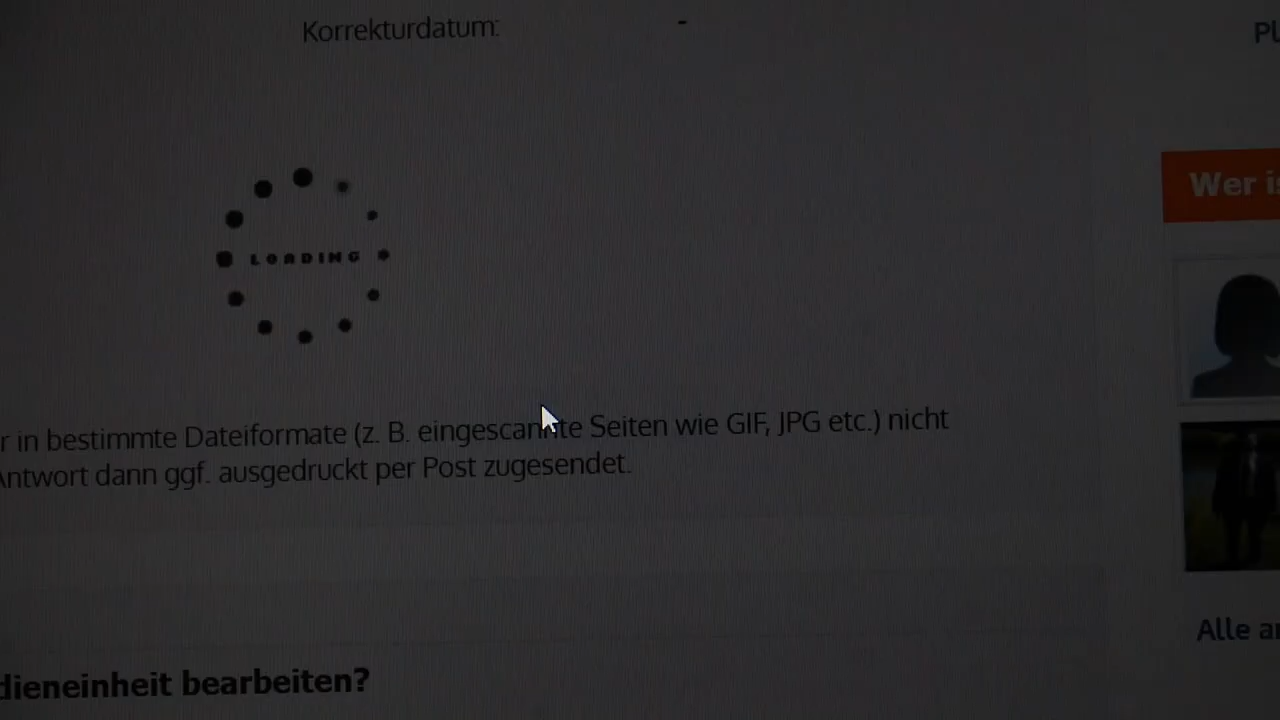 Korrekturdatum: -
LOADING
Wer
in bestimmte Dateiformate (z. B. eingescannte Seiten wie GIF, JPG etc.) nicht
Antwort dann ggf. ausgedruckt per Post zugesendet.
Alle
dieneinheit bearbeiten?